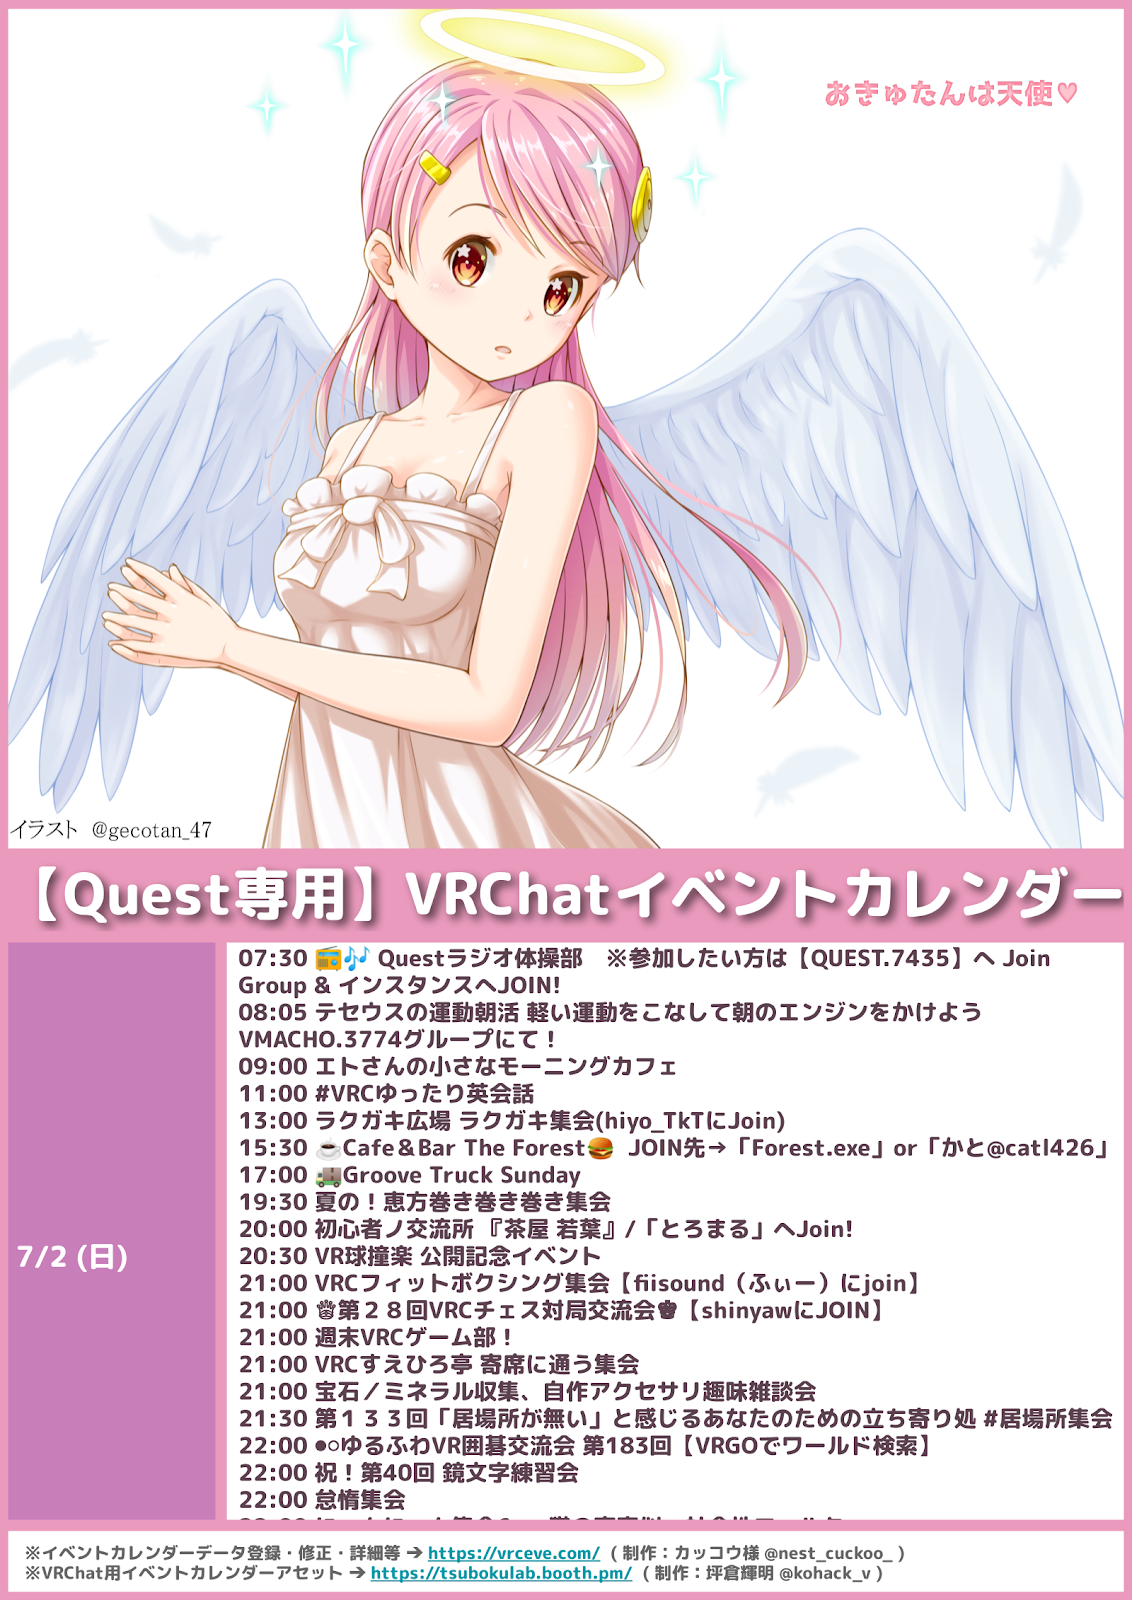 おきゅたんは天使♥
イラスト @gecotan_47
【Quest専用】VRChatイベントカレンダー
7/2 (日)
07:30 📻🎶 Questラジオ体操部　※参加したい方は【QUEST.7435】へ Join
Group & インスタンスへJOIN!
08:05 テセウスの運動朝活 軽い運動をこなして朝のエンジンをかけよう
VMACHO.3774グループにて！
09:00 エトさんの小さなモーニングカフェ
11:00 #VRCゆったり英会話
13:00 ラクガキ広場 ラクガキ集会(hiyo_TkTにJoin)
15:30 ☕Cafe＆Bar The Forest🍔 JOIN先→「Forest.exe」or「かと@catl426」
17:00 🚚Groove Truck Sunday
19:30 夏の！恵方巻き巻き巻き集会
20:00 初心者ノ交流所 『茶屋 若葉』/「とろまる」へJoin!
20:30 VR球撞楽 公開記念イベント
21:00 VRCフィットボクシング集会【fiisound（ふぃー）にjoin】
21:00 ♕第２８回VRCチェス対局交流会♚【shinyawにJOIN】
21:00 週末VRCゲーム部！
21:00 VRCすえひろ亭 寄席に通う集会
21:00 宝石／ミネラル収集、自作アクセサリ趣味雑談会
21:30 第１３３回「居場所が無い」と感じるあなたのための立ち寄り処 #居場所集会
22:00 ●○ゆるふわVR囲碁交流会 第183回【VRGOでワールド検索】
22:00 祝！第40回 鏡文字練習会
22:00 怠惰集会
※イベントカレンダーデータ登録・修正・詳細等 ➔ https://vrceve.com/ （ 制作：カッコウ様 @nest_cuckoo_ ）
※VRChat用イベントカレンダーアセット ➔ https://tsubokulab.booth.pm/ （ 制作：坪倉輝明 @kohack_v ）